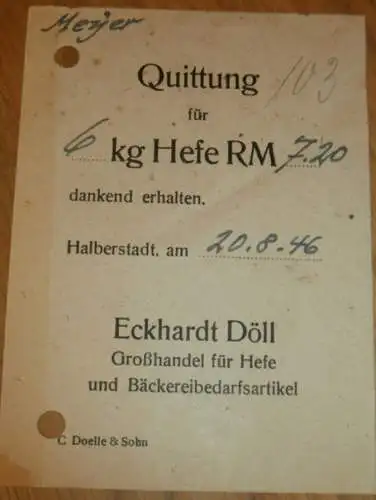 Meyer
Quittung 103
für
6 kg Hefe RM 7.20
dankend erhalten.
Halberstadt, am 20.8.46
Eckhardt Döll
Großhandel für Hefe
und Bäckereibedarfsartikel
C. Doelle & Sohn